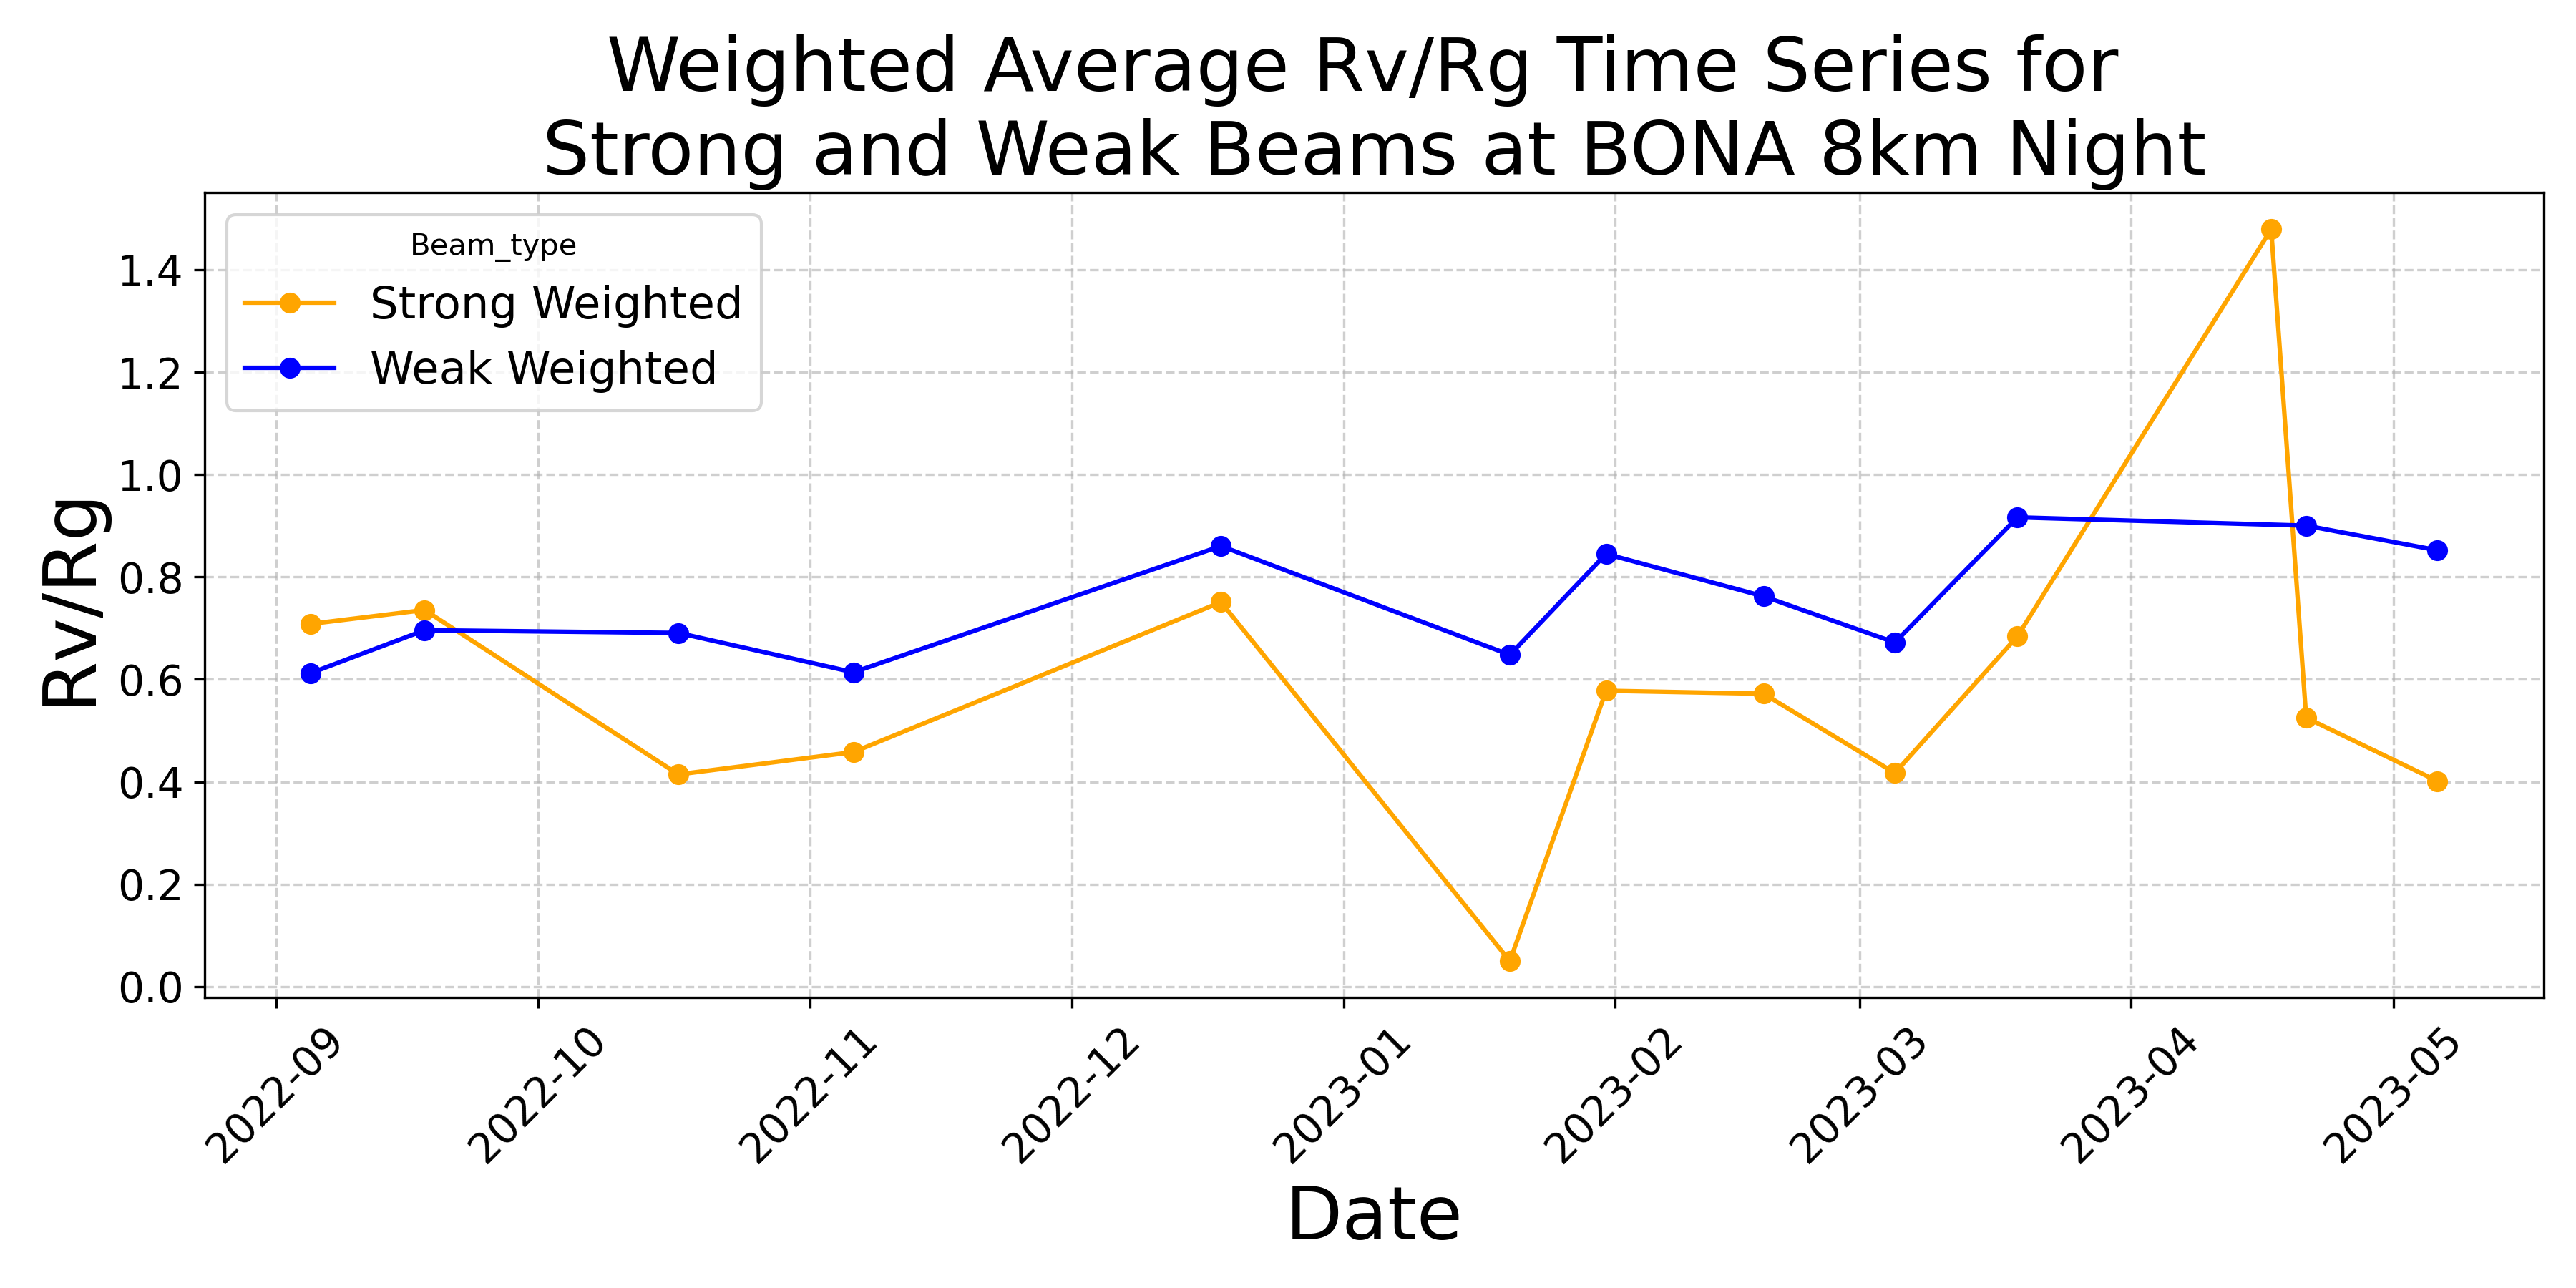 Weighted Average Rv/Rg Time Series for
Strong and Weak Beams at BONA 8km Night
Beam_type
Strong Weighted
Weak Weighted
Rv/Rg
1.4
1.2
1.0
0.8
0.6
0.4
0.2
0.0
2022-09
2022-10
2022-11
2022-12
2023-01
2023-02
2023-03
2023-04
2023-05
Date